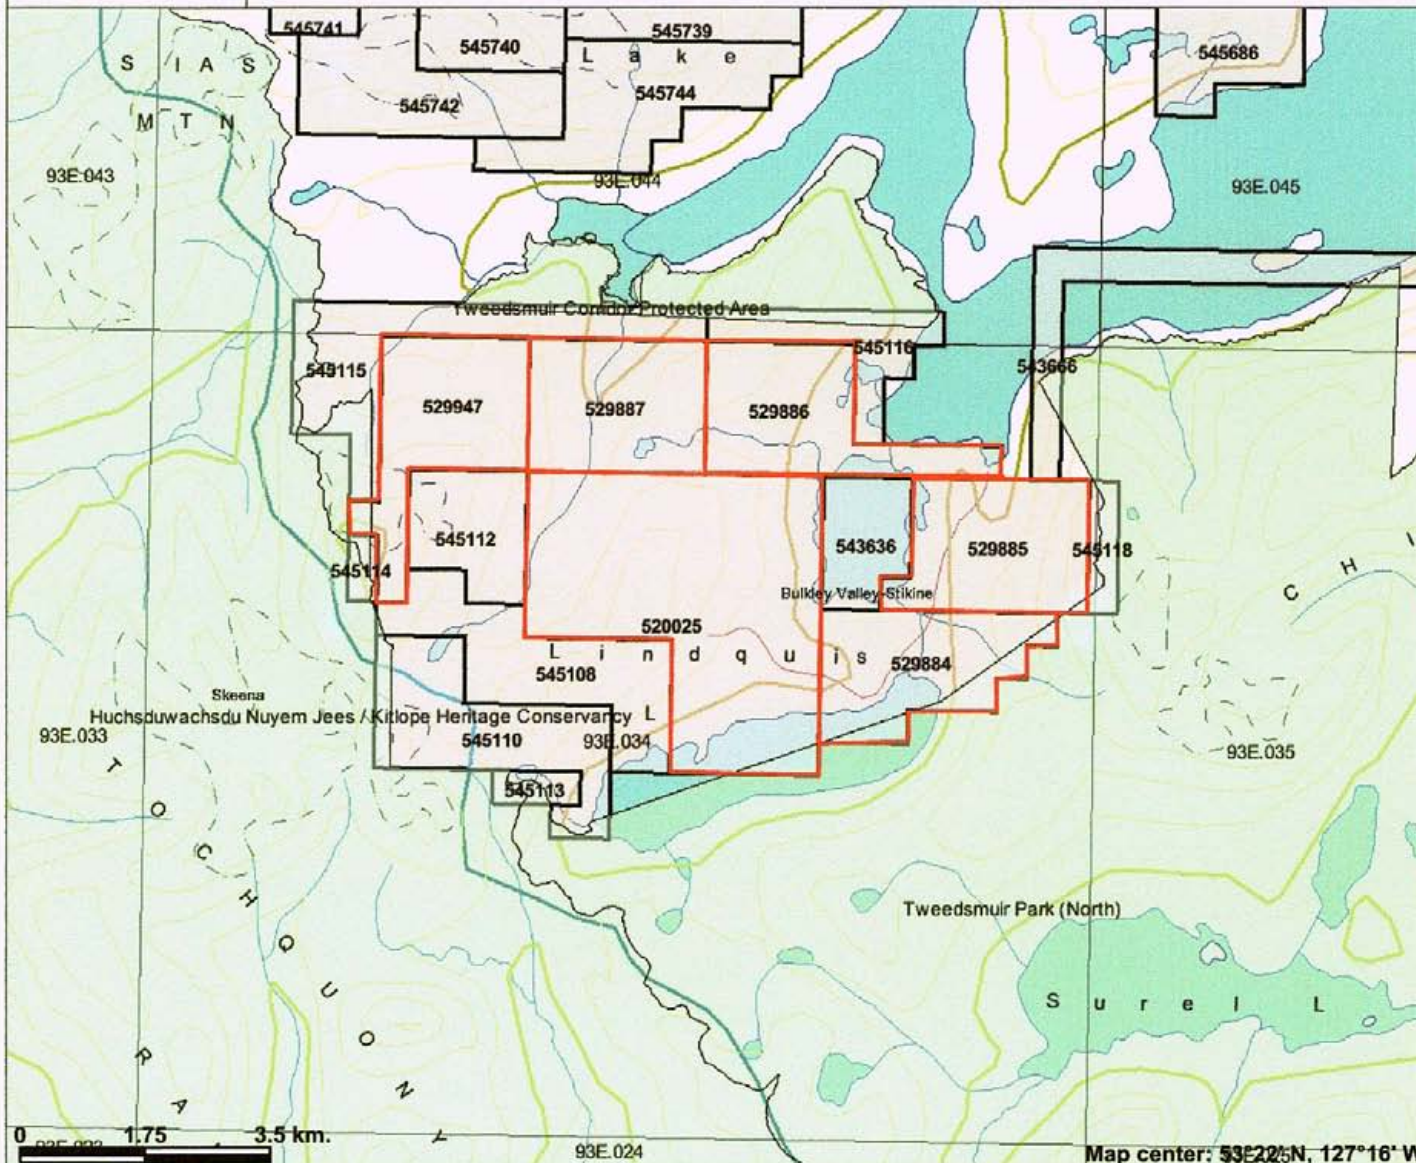 545741
545740
545739
L a k e
545686
S I A S
545742
545744
M T N
93E.043
93E.044
93E.045
Tweedsmuir Corridor Protected Area
545115
545116
543666
529947
529887
529886
545112
543636
529885
545118
545114
C H I
Bulkley Valley-Stikine
520025
L i n d q u i s
529884
545108
Skeena
Huchsduwachsdu Nuyem Jees / Kitlope Heritage Conservancy
L
93E.033
545110
93E.034
93E.035
545113
T O C H Q U O N Y
Tweedsmuir Park (North)
S u r e l L
R A
0 1.75 3.5 km.
93E.024
Map center: 53°22' N, 127°16' W